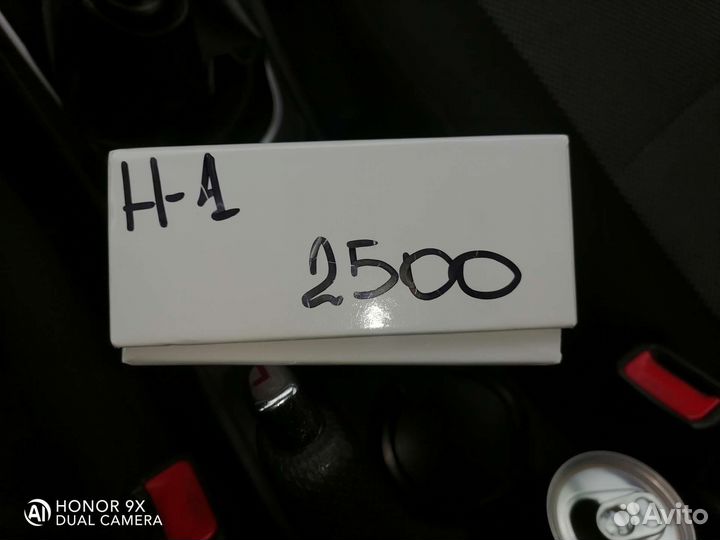 H-1
2500
HONOR 9X
DUAL CAMERA
Avito